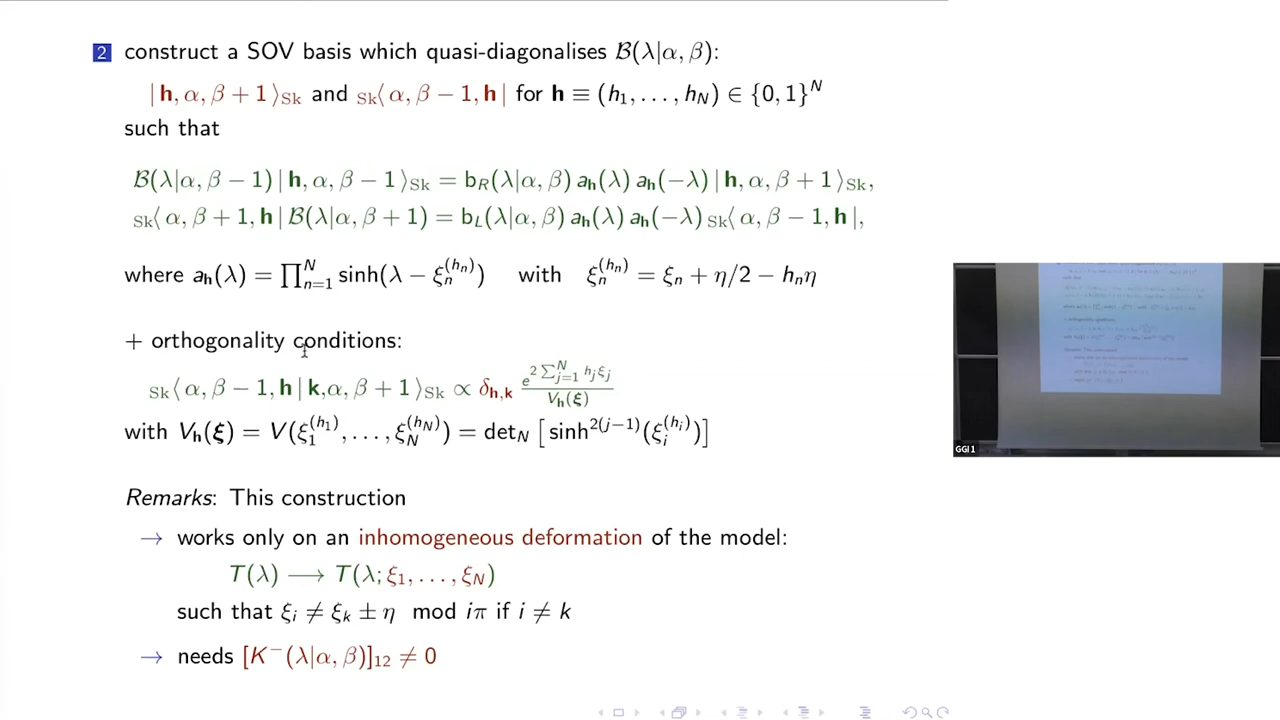 2 construct a SOV basis which quasi-diagonalises ℬ(λ|α, β):
| h, α, β + 1 ⟩_Sk and _Sk⟨ α, β − 1, h | for h ≡ (h_1, . . . , h_N) ∈ {0, 1}^N
such that
ℬ(λ|α, β − 1) | h, α, β − 1 ⟩_Sk = b_R(λ|α, β) a_h(λ) a_h(−λ) | h, α, β + 1 ⟩_Sk,
_Sk⟨ α, β + 1, h | ℬ(λ|α, β + 1) = b_L(λ|α, β) a_h(λ) a_h(−λ) _Sk⟨ α, β − 1, h |,
where a_h(λ) = ∏_{n=1}^N sinh(λ − ξ_n^{(h_n)}) with ξ_n^{(h_n)} = ξ_n + η/2 − h_nη
+ orthogonality conditions:
_Sk⟨ α, β − 1, h | k,α, β + 1 ⟩_Sk ∝ δ_{h,k} e^{2 ∑_{j=1}^N h_jξ_j} / V_h(ξ)
with V_h(ξ) = V(ξ_1^{(h_1)}, . . . , ξ_N^{(h_N)}) = det_N [ sinh^{2(j−1)}(ξ_i^{(h_i)}) ]
Remarks: This construction
→ works only on an inhomogeneous deformation of the model:
T(λ) ⟶ T(λ; ξ_1, . . . , ξ_N)
such that ξ_i ≠ ξ_k ± η mod iπ if i ≠ k
→ needs [K^−(λ|α, β)]_12 ≠ 0
GGI 1